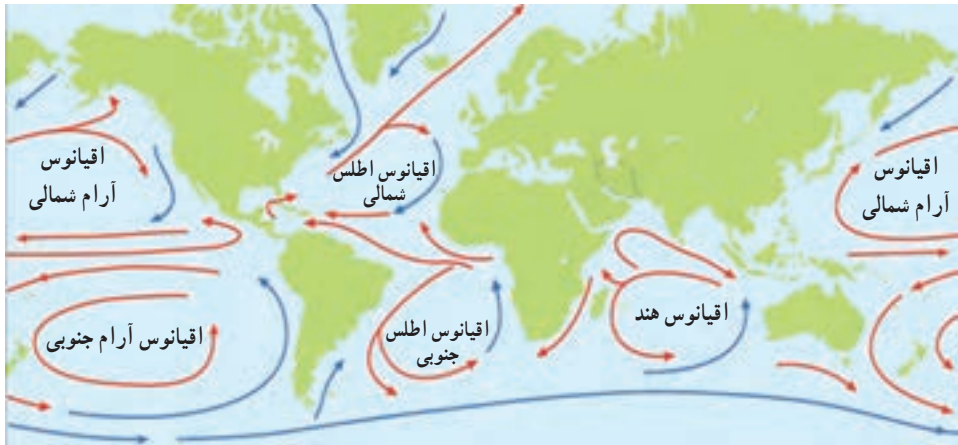 اقیانوس
آرام شمالی
اقیانوس اطلس
شمالی
اقیانوس
آرام شمالی
اقیانوس آرام جنوبی
اقیانوس اطلس
جنوبی
اقیانوس هند